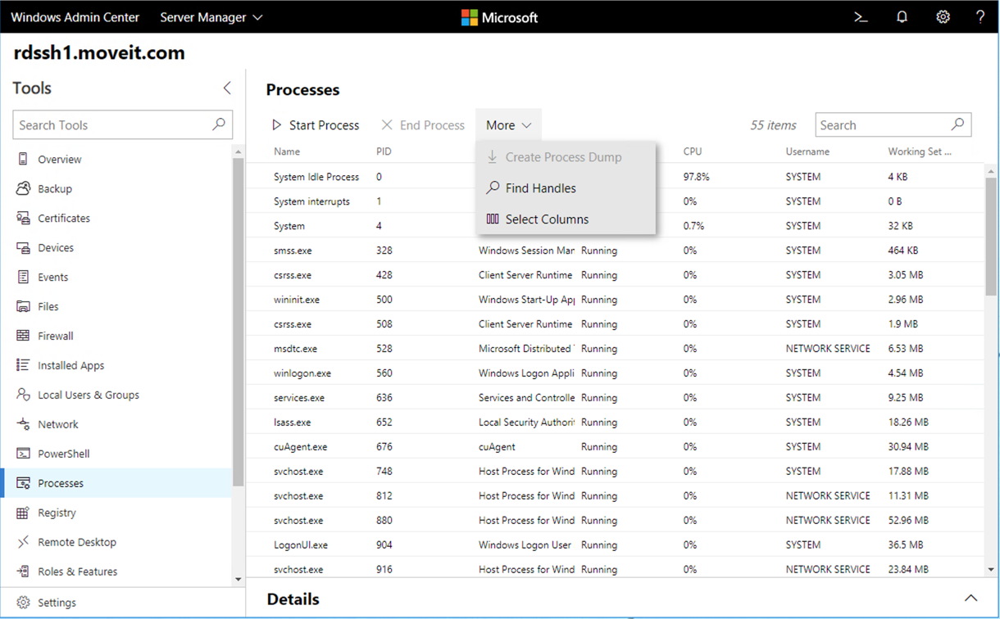 Windows Admin Center Server Manager Microsoft >_ ?
rdssh1.moveit.com
Tools
Search Tools
Overview
Backup
Certificates
Devices
Events
Files
Firewall
Installed Apps
Local Users & Groups
Network
PowerShell
Processes
Registry
Remote Desktop
Roles & Features
Settings
Processes
Start Process End Process More 55 items Search
Create Process Dump
Find Handles
Select Columns
Name PID CPU Username Working Set ...
System Idle Process 0 97.8% SYSTEM 4 KB
System interrupts 1 0% SYSTEM 0 B
System 4 0.7% SYSTEM 32 KB
smss.exe 328 Windows Session Man Running 0% SYSTEM 464 KB
csrss.exe 428 Client Server Runtime Running 0% SYSTEM 3.05 MB
wininit.exe 500 Windows Start-Up App Running 0% SYSTEM 2.96 MB
csrss.exe 508 Client Server Runtime Running 0% SYSTEM 1.9 MB
msdtc.exe 528 Microsoft Distributed Running 0% NETWORK SERVICE 6.53 MB
winlogon.exe 560 Windows Logon Appli Running 0% SYSTEM 4.54 MB
services.exe 636 Services and Controlle Running 0% SYSTEM 9.25 MB
lsass.exe 652 Local Security Authorit Running 0% SYSTEM 18.26 MB
cuAgent.exe 676 cuAgent Running 0% SYSTEM 30.94 MB
svchost.exe 748 Host Process for Wind Running 0% SYSTEM 17.88 MB
svchost.exe 812 Host Process for Wind Running 0% NETWORK SERVICE 11.31 MB
svchost.exe 880 Host Process for Wind Running 0% NETWORK SERVICE 52.96 MB
LogonUI.exe 904 Windows Logon User Running 0% SYSTEM 36.5 MB
svchost.exe 916 Host Process for Wind Running 0% NETWORK SERVICE 23.84 MB
Details